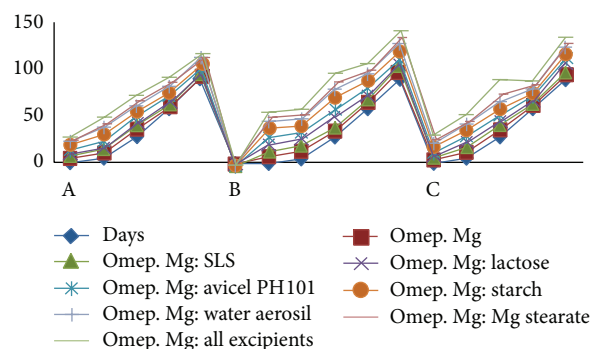 150
100
50
0
A B C
Days
Omep. Mg
Omep. Mg: SLS
Omep. Mg: lactose
Omep. Mg: avicel PH101
Omep. Mg: starch
Omep. Mg: water aerosil
Omep. Mg: Mg stearate
Omep. Mg: all excipients